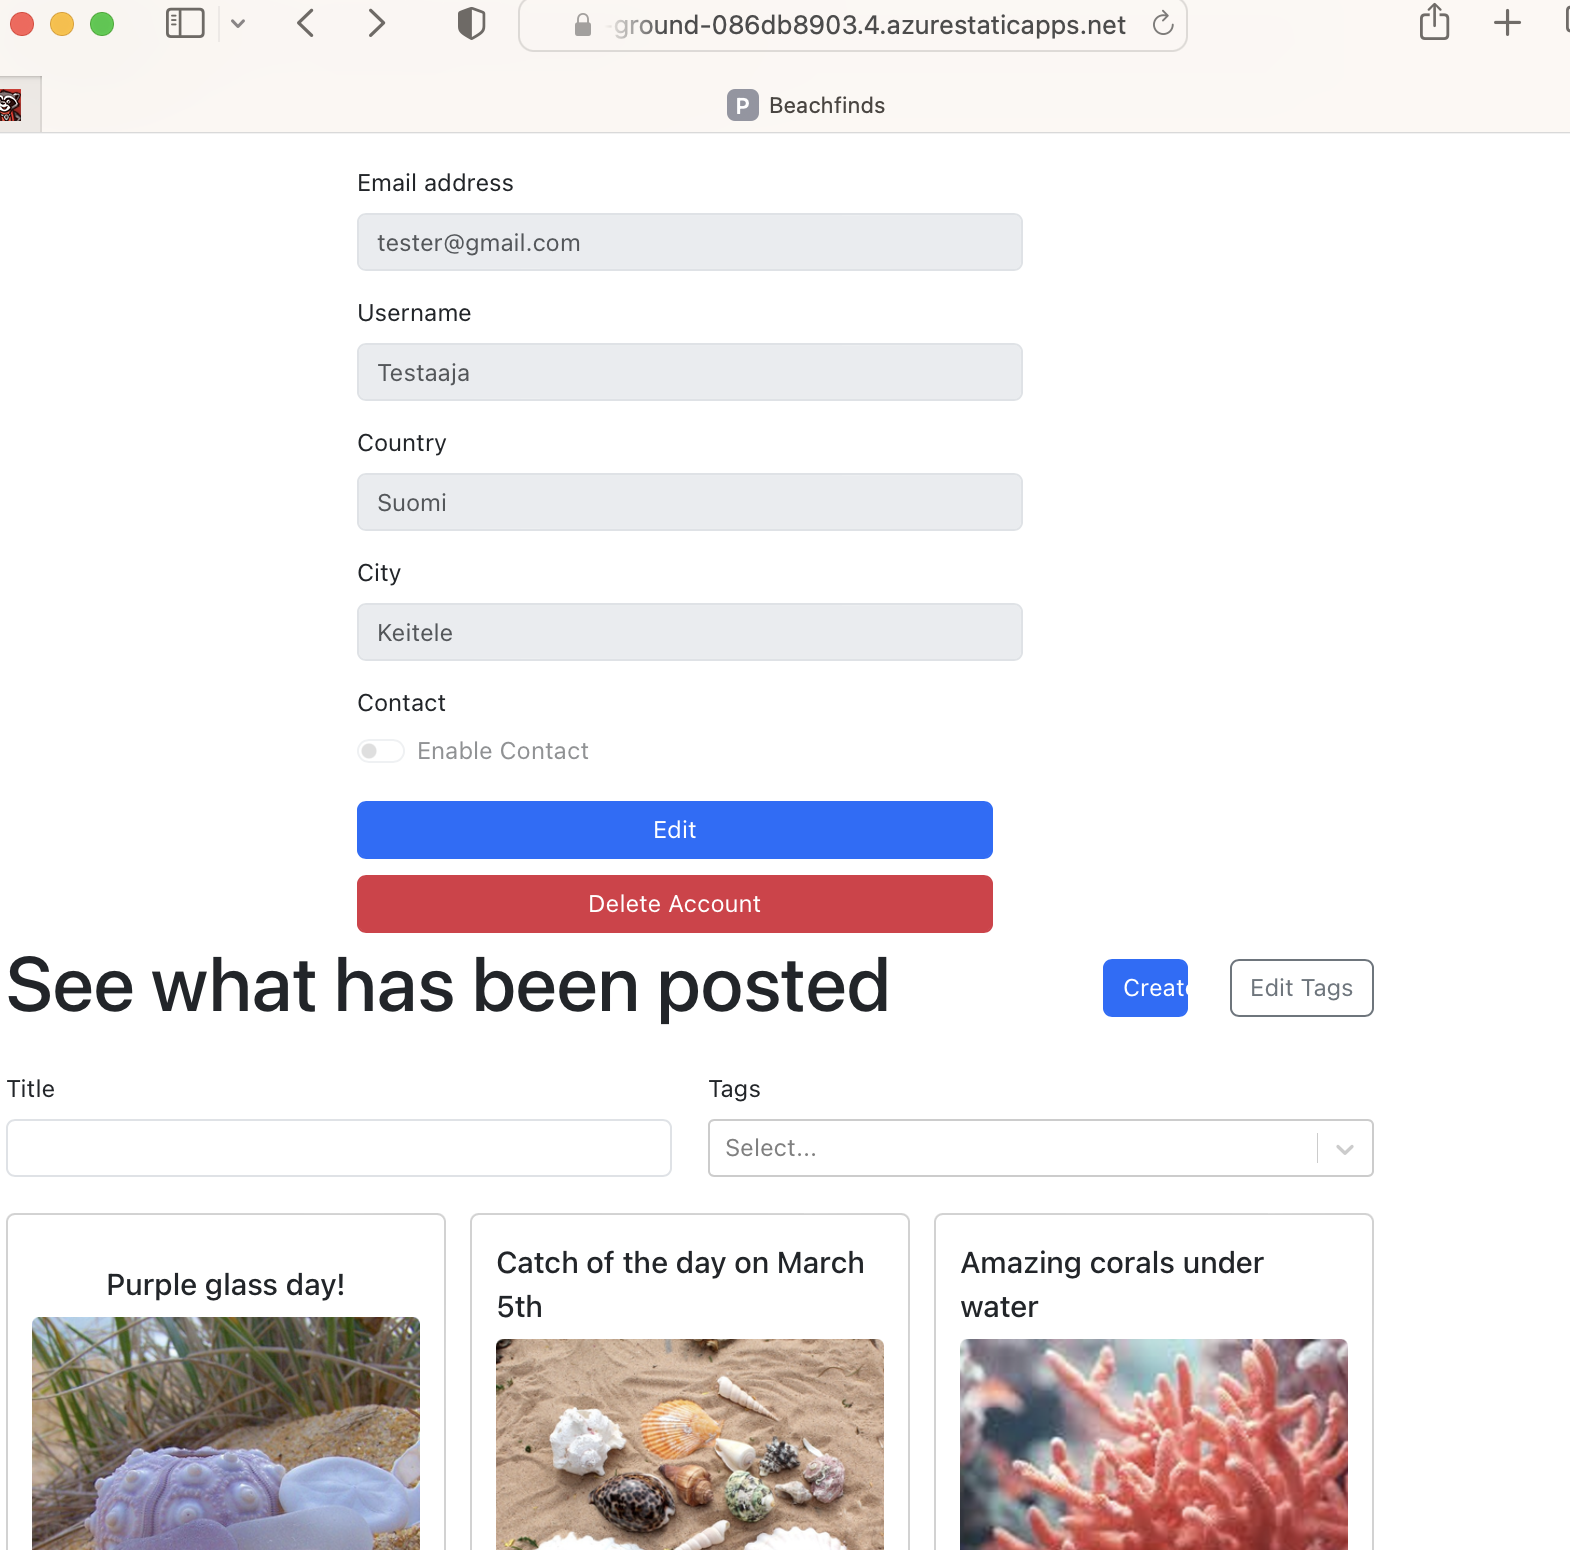 -ground-086db8903.4.azurestaticapps.net
P Beachfinds
Email address
tester@gmail.com
Username
Testaaja
Country
Suomi
City
Keitele
Contact
Enable Contact
Edit
Delete Account
See what has been posted
Create
Edit Tags
Title
Tags
Select...
Purple glass day!
Catch of the day on March
5th
Amazing corals under
water